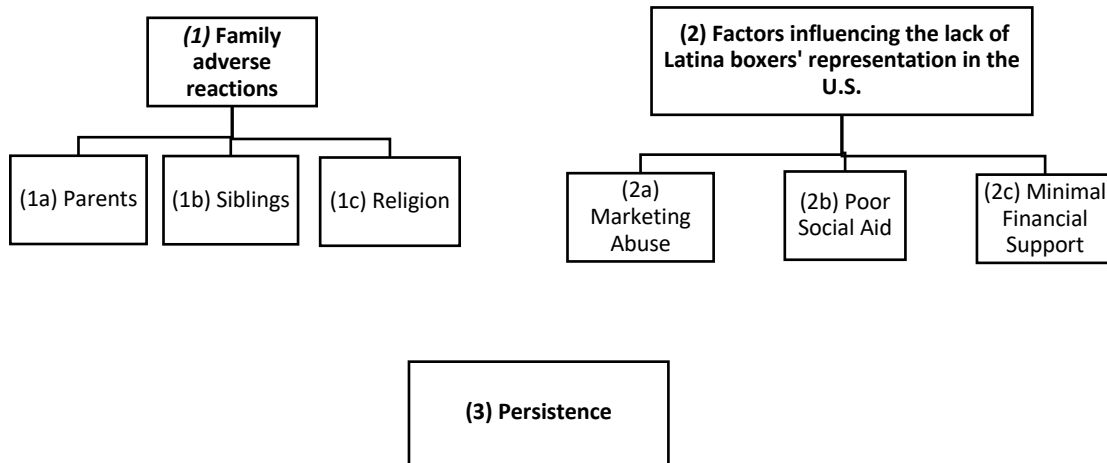 (1) Family
adverse
reactions
(2) Factors influencing the lack of
Latina boxers' representation in the
U.S.
(1a) Parents
(1b) Siblings
(1c) Religion
(2a)
Marketing
Abuse
(2b) Poor
Social Aid
(2c) Minimal
Financial
Support
(3) Persistence